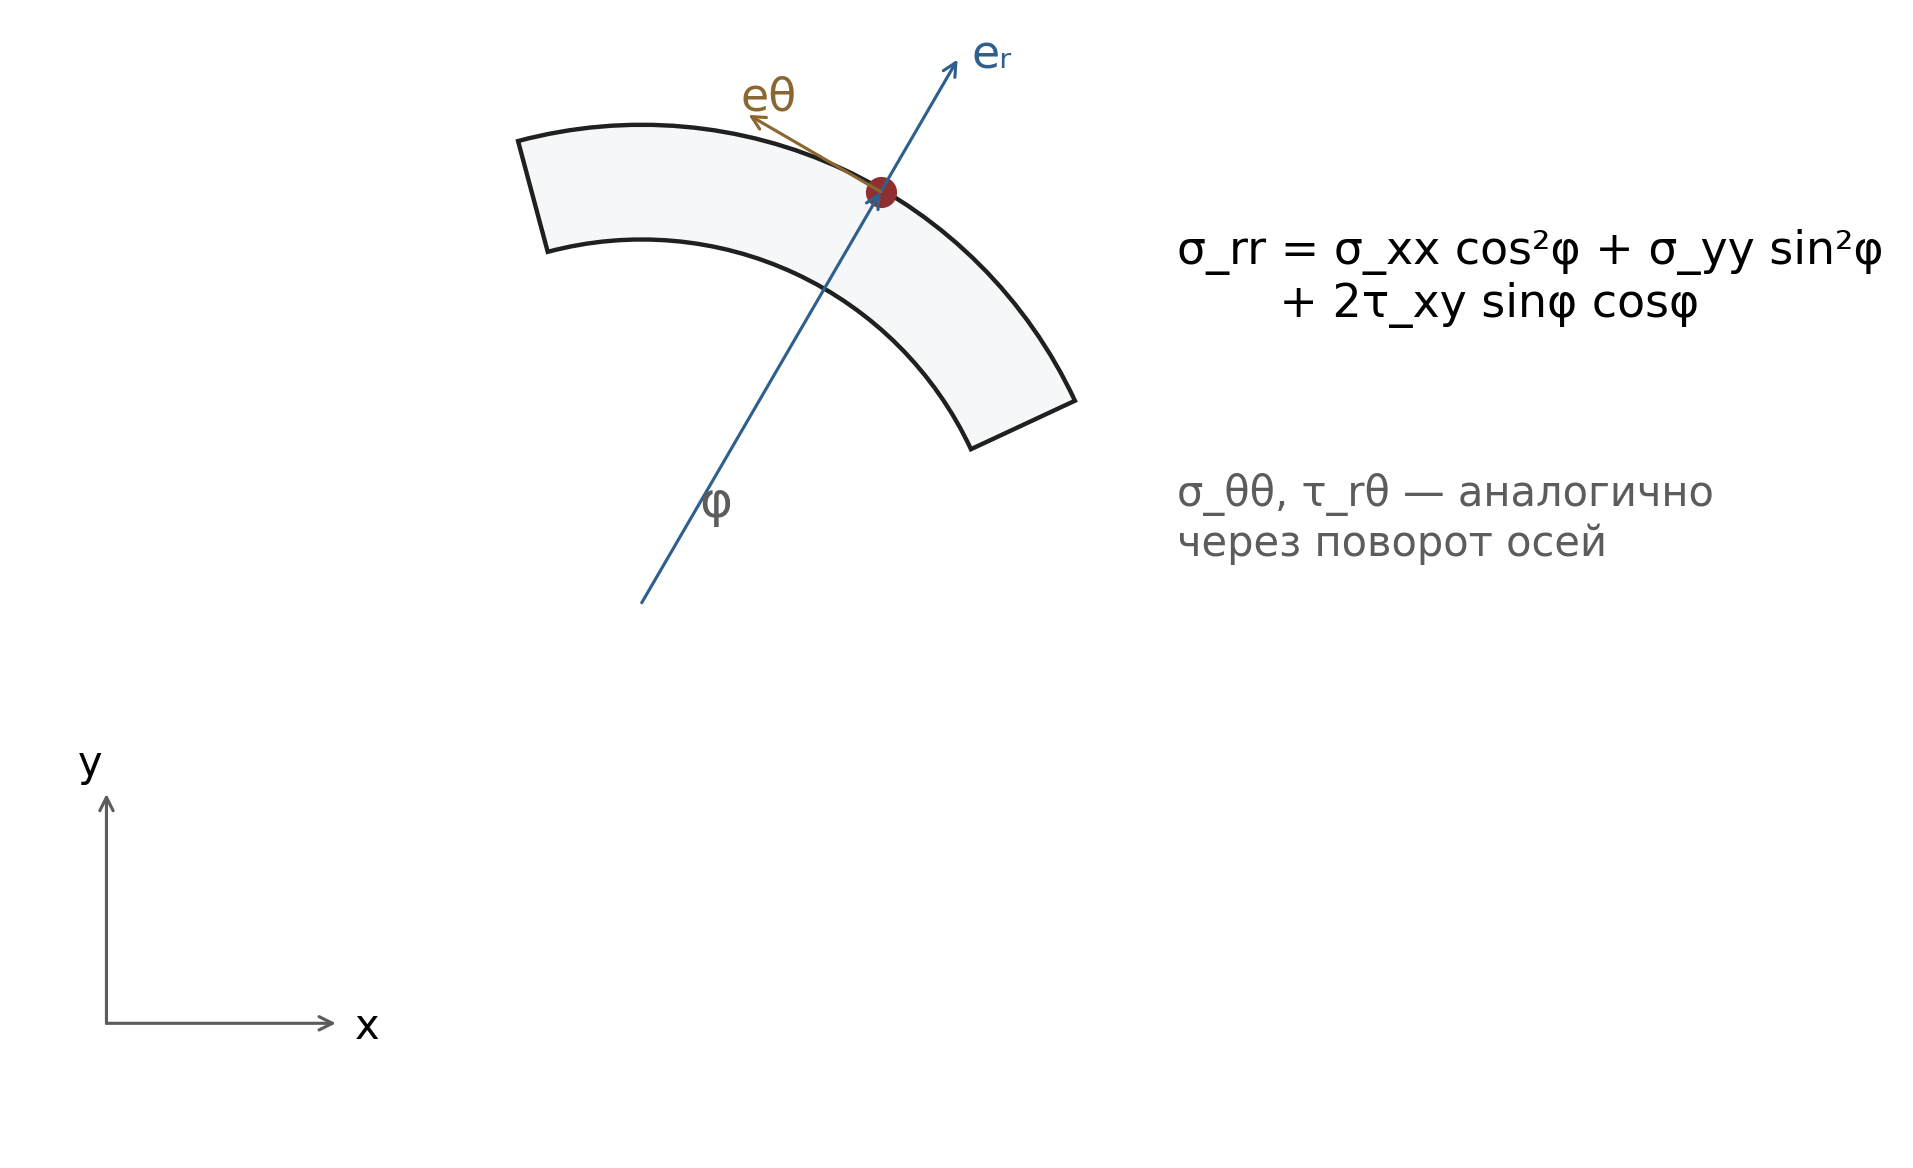 eᵣ
eθ
σ_rr = σ_xx cos²φ + σ_yy sin²φ
+ 2τ_xy sinφ cosφ
σ_θθ, τ_rθ — аналогично
через поворот осей
φ
y
x